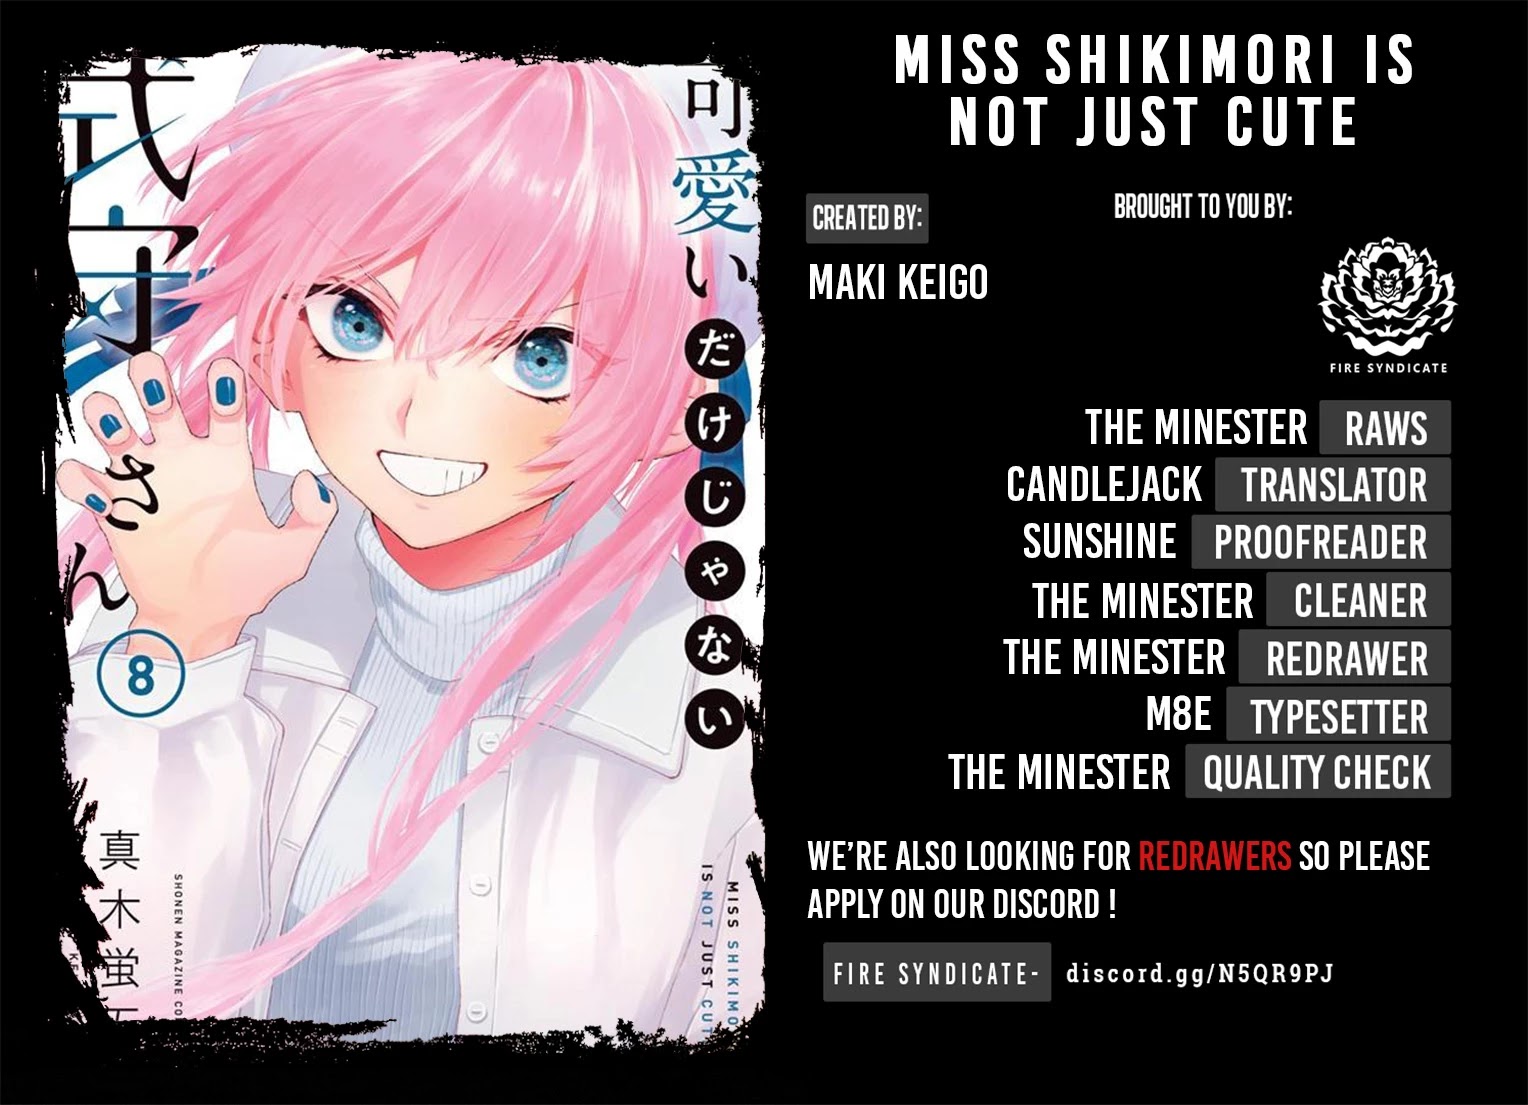 可愛いだけじゃない
式守さん
8
真木蛍五
SHONEN MAGAZINE
MISS SHIKIMO
IS NOT JUST CUT
MISS SHIKIMORI IS
NOT JUST CUTE
CREATED BY:
MAKI KEIGO
BROUGHT TO YOU BY:
FIRE SYNDICATE
THE MINESTER RAWS
CANDLEJACK TRANSLATOR
SUNSHINE PROOFREADER
THE MINESTER CLEANER
THE MINESTER REDRAWER
M8E TYPESETTER
THE MINESTER QUALITY CHECK
WE'RE ALSO LOOKING FOR REDRAWERS SO PLEASE
APPLY ON OUR DISCORD !
FIRE SYNDICATE- discord.gg/N5QR9PJ